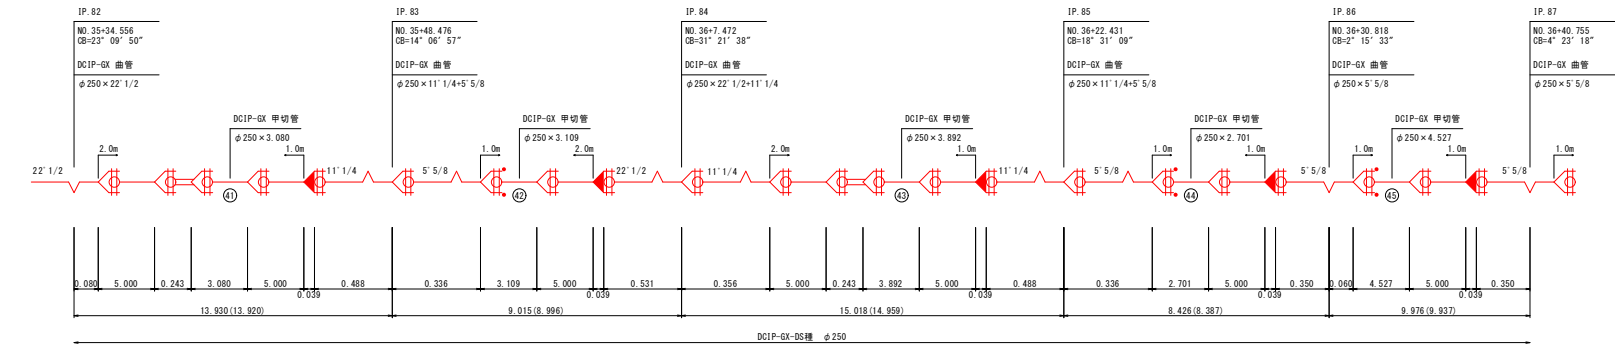 IP.82
NO.35+34.556
CB=23° 09′ 50″
DCIP-GX 曲管
φ250×22°1/2
IP.83
NO.35+48.476
CB=14° 06′ 57″
DCIP-GX 曲管
φ250×11°1/4+5°5/8
IP.84
NO.36+7.472
CB=31° 21′ 38″
DCIP-GX 曲管
φ250×22°1/2+11°1/4
IP.85
NO.36+22.431
CB=18° 31′ 09″
DCIP-GX 曲管
φ250×11°1/4+5°5/8
IP.86
NO.36+30.818
CB=2° 15′ 33″
DCIP-GX 曲管
φ250×5°5/8
IP.87
NO.36+40.755
CB=4° 23′ 18″
DCIP-GX 曲管
φ250×5°5/8
DCIP-GX 甲切管
φ250×3.080
DCIP-GX 甲切管
φ250×3.109
DCIP-GX 甲切管
φ250×3.892
DCIP-GX 甲切管
φ250×2.701
DCIP-GX 甲切管
φ250×4.527
2.0m 1.0m 1.0m 2.0m 2.0m 1.0m 1.0m 1.0m 1.0m 1.0m 1.0m
22°1/2 11°1/4 5°5/8 22°1/2 11°1/4 11°1/4 5°5/8 5°5/8 5°5/8
㊶ ㊷ ㊸ ㊹ ㊺
0.080 5.000 0.243 3.080 5.000 0.488 0.336 3.109 5.000 0.531 0.356 5.000 0.243 3.892 5.000 0.488 0.336 2.701 5.000 0.350 0.060 4.527 5.000 0.350
0.039 0.039 0.039 0.039 0.039
13.930(13.920) 9.015(8.996) 15.018(14.959) 8.426(8.387) 9.976(9.937)
DCIP-GX-DS種 φ250